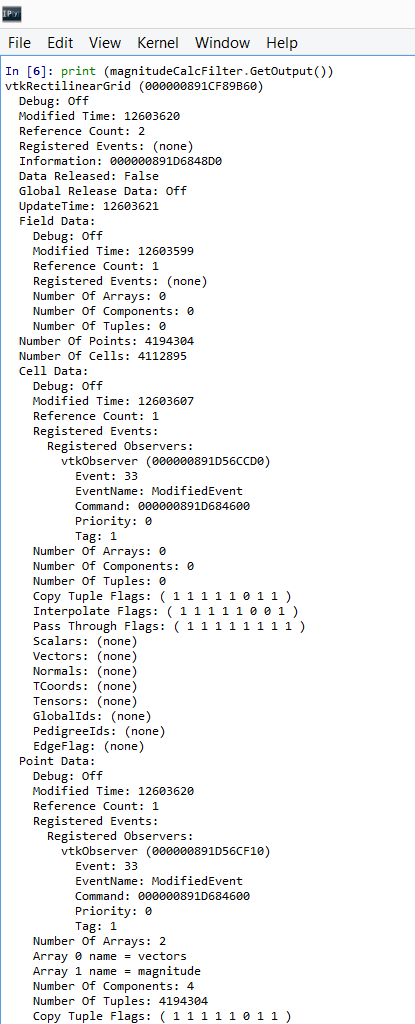 IP[y]
File Edit View Kernel Window Help
In [6]: print (magnitudeCalcFilter.GetOutput())
vtkRectilinearGrid (000000891CF89B60)
Debug: Off
Modified Time: 12603620
Reference Count: 2
Registered Events: (none)
Information: 000000891D6848D0
Data Released: False
Global Release Data: Off
UpdateTime: 12603621
Field Data:
Debug: Off
Modified Time: 12603599
Reference Count: 1
Registered Events: (none)
Number Of Arrays: 0
Number Of Components: 0
Number Of Tuples: 0
Number Of Points: 4194304
Number Of Cells: 4112895
Cell Data:
Debug: Off
Modified Time: 12603607
Reference Count: 1
Registered Events:
Registered Observers:
vtkObserver (000000891D56CCD0)
Event: 33
EventName: ModifiedEvent
Command: 000000891D684600
Priority: 0
Tag: 1
Number Of Arrays: 0
Number Of Components: 0
Number Of Tuples: 0
Copy Tuple Flags: ( 1 1 1 1 1 0 1 1 )
Interpolate Flags: ( 1 1 1 1 1 0 0 1 )
Pass Through Flags: ( 1 1 1 1 1 1 1 1 )
Scalars: (none)
Vectors: (none)
Normals: (none)
TCoords: (none)
Tensors: (none)
GlobalIds: (none)
PedigreeIds: (none)
EdgeFlag: (none)
Point Data:
Debug: Off
Modified Time: 12603620
Reference Count: 1
Registered Events:
Registered Observers:
vtkObserver (000000891D56CF10)
Event: 33
EventName: ModifiedEvent
Command: 000000891D684600
Priority: 0
Tag: 1
Number Of Arrays: 2
Array 0 name = vectors
Array 1 name = magnitude
Number Of Components: 4
Number Of Tuples: 4194304
Copy Tuple Flags: ( 1 1 1 1 1 0 1 1 )